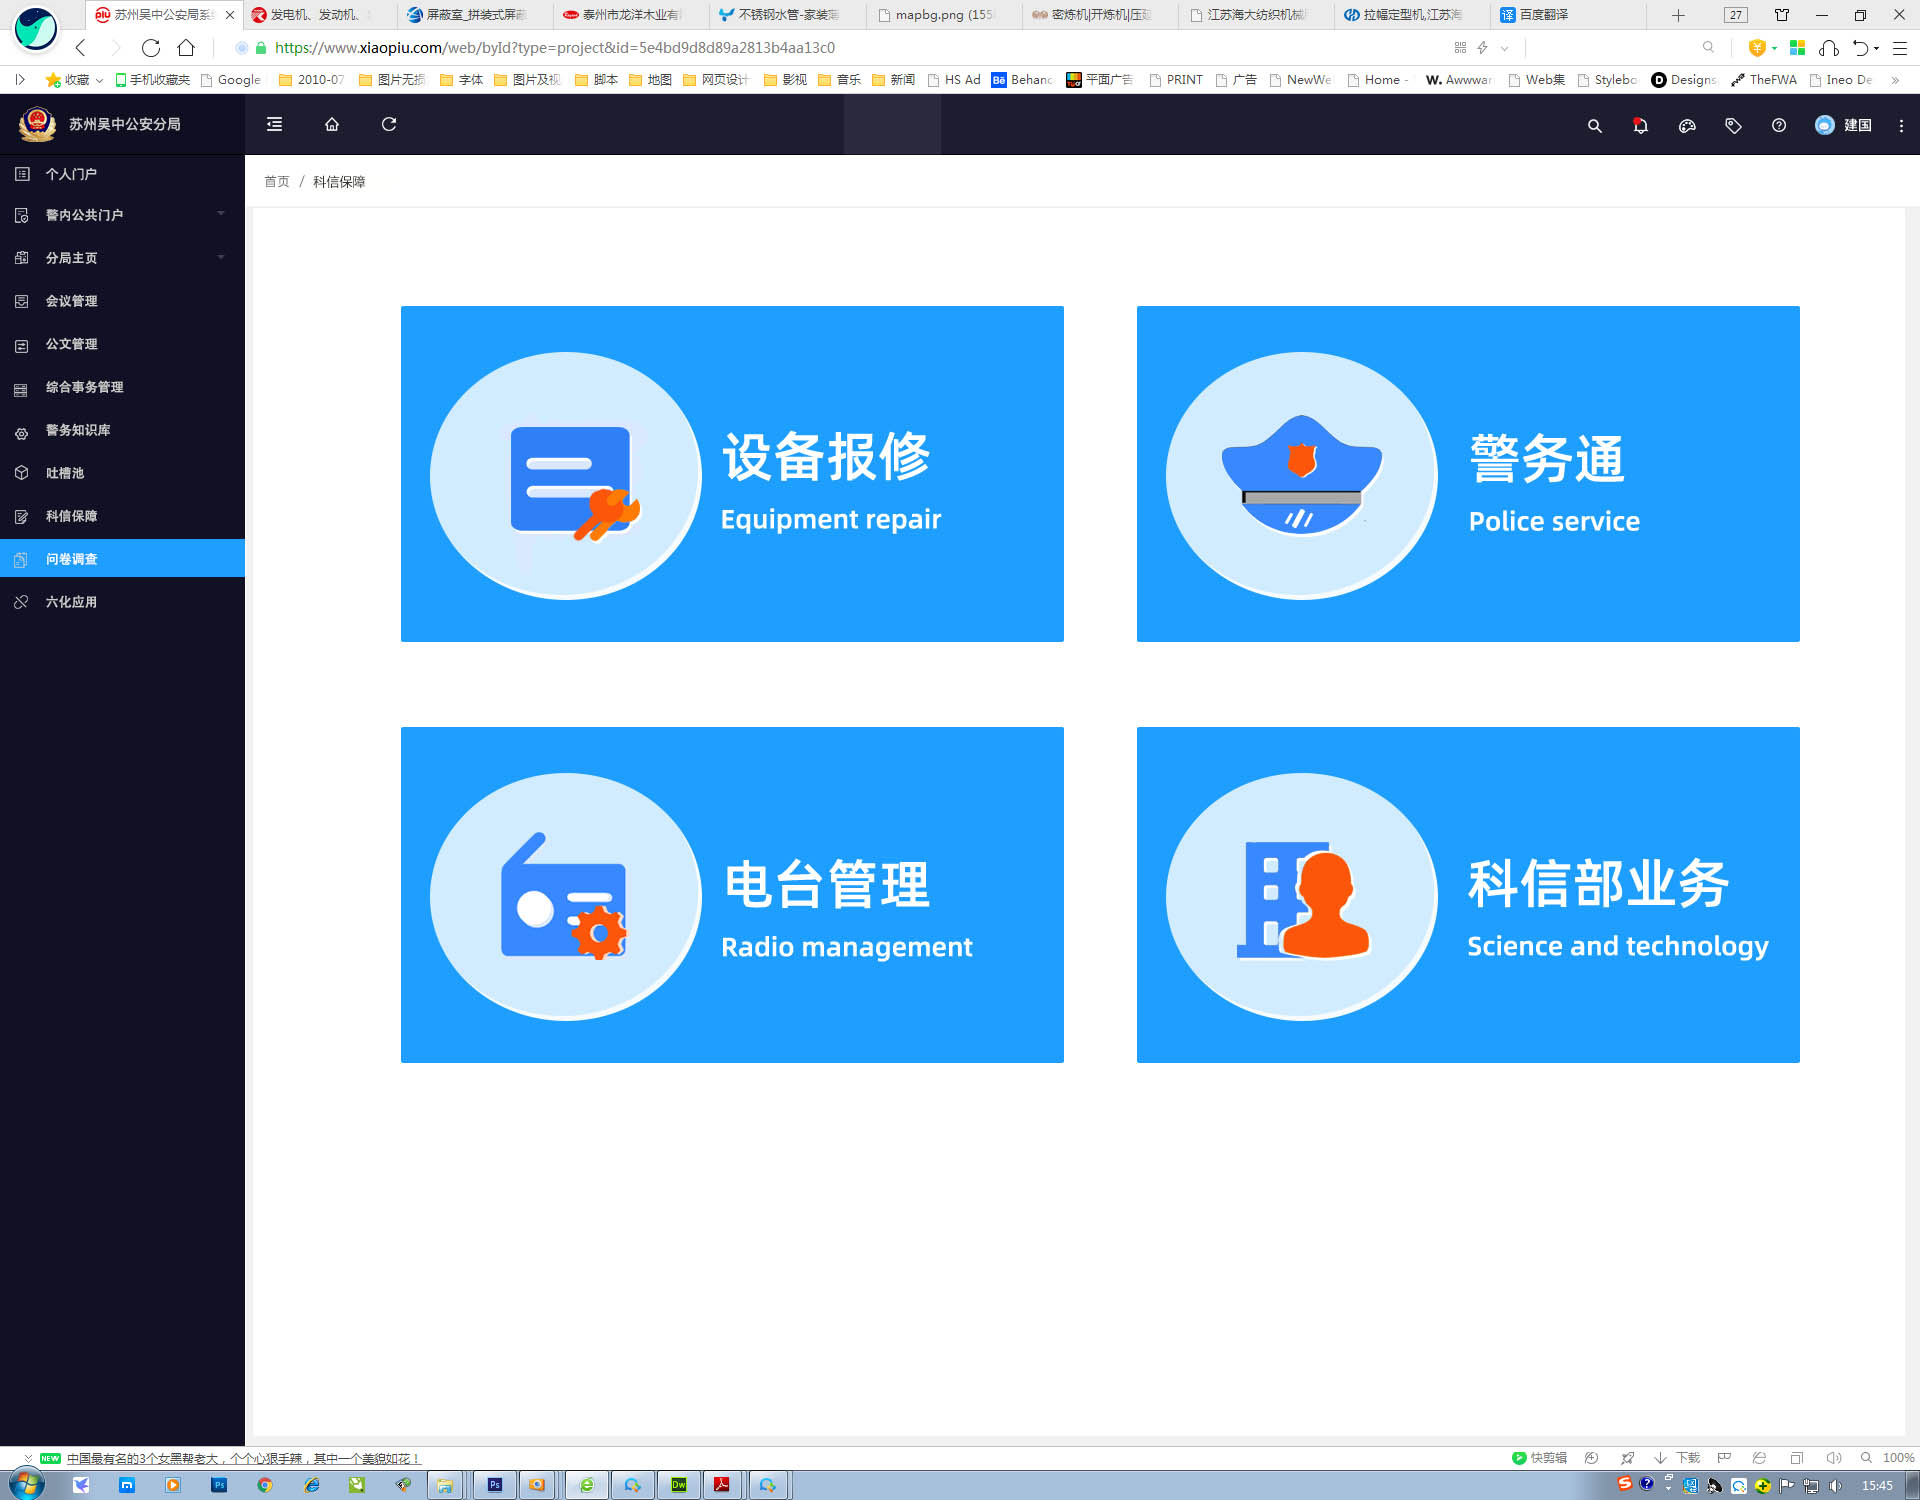 苏州吴中公安局系
发电机、发动机、
屏蔽室_拼装式屏蔽
泰州市龙洋木业有
不锈钢水管-家装
mapbg.png (155
密炼机|开炼机|压
江苏海大纺织机械
拉幅定型机,江苏海
百度翻译
27
https://www.xiaopiu.com/web/byId?type=project&id=5e4bd9d8d89a2813b4aa13c0
收藏
手机收藏夹
Google
2010-07
图片无损
字体
图片及视
脚本
地图
网页设计
影视
音乐
新闻
HS Ad
Behanc
平面广告
PRINT
广告
NewWe
Home -
Awwwar
Web集
Stylebo
Designs
TheFWA
Ineo De
苏州吴中公安分局
建国
首页 / 科信保障
个人门户
警内公共门户
分局主页
会议管理
公文管理
综合事务管理
警务知识库
吐槽池
科信保障
问卷调查
六化应用
设备报修
Equipment repair
警务通
Police service
电台管理
Radio management
科信部业务
Science and technology
NEW 中国最有名的3个女黑帮老大，个个心狠手辣，其中一个美貌如花！
快剪辑
下载
100%
15:45